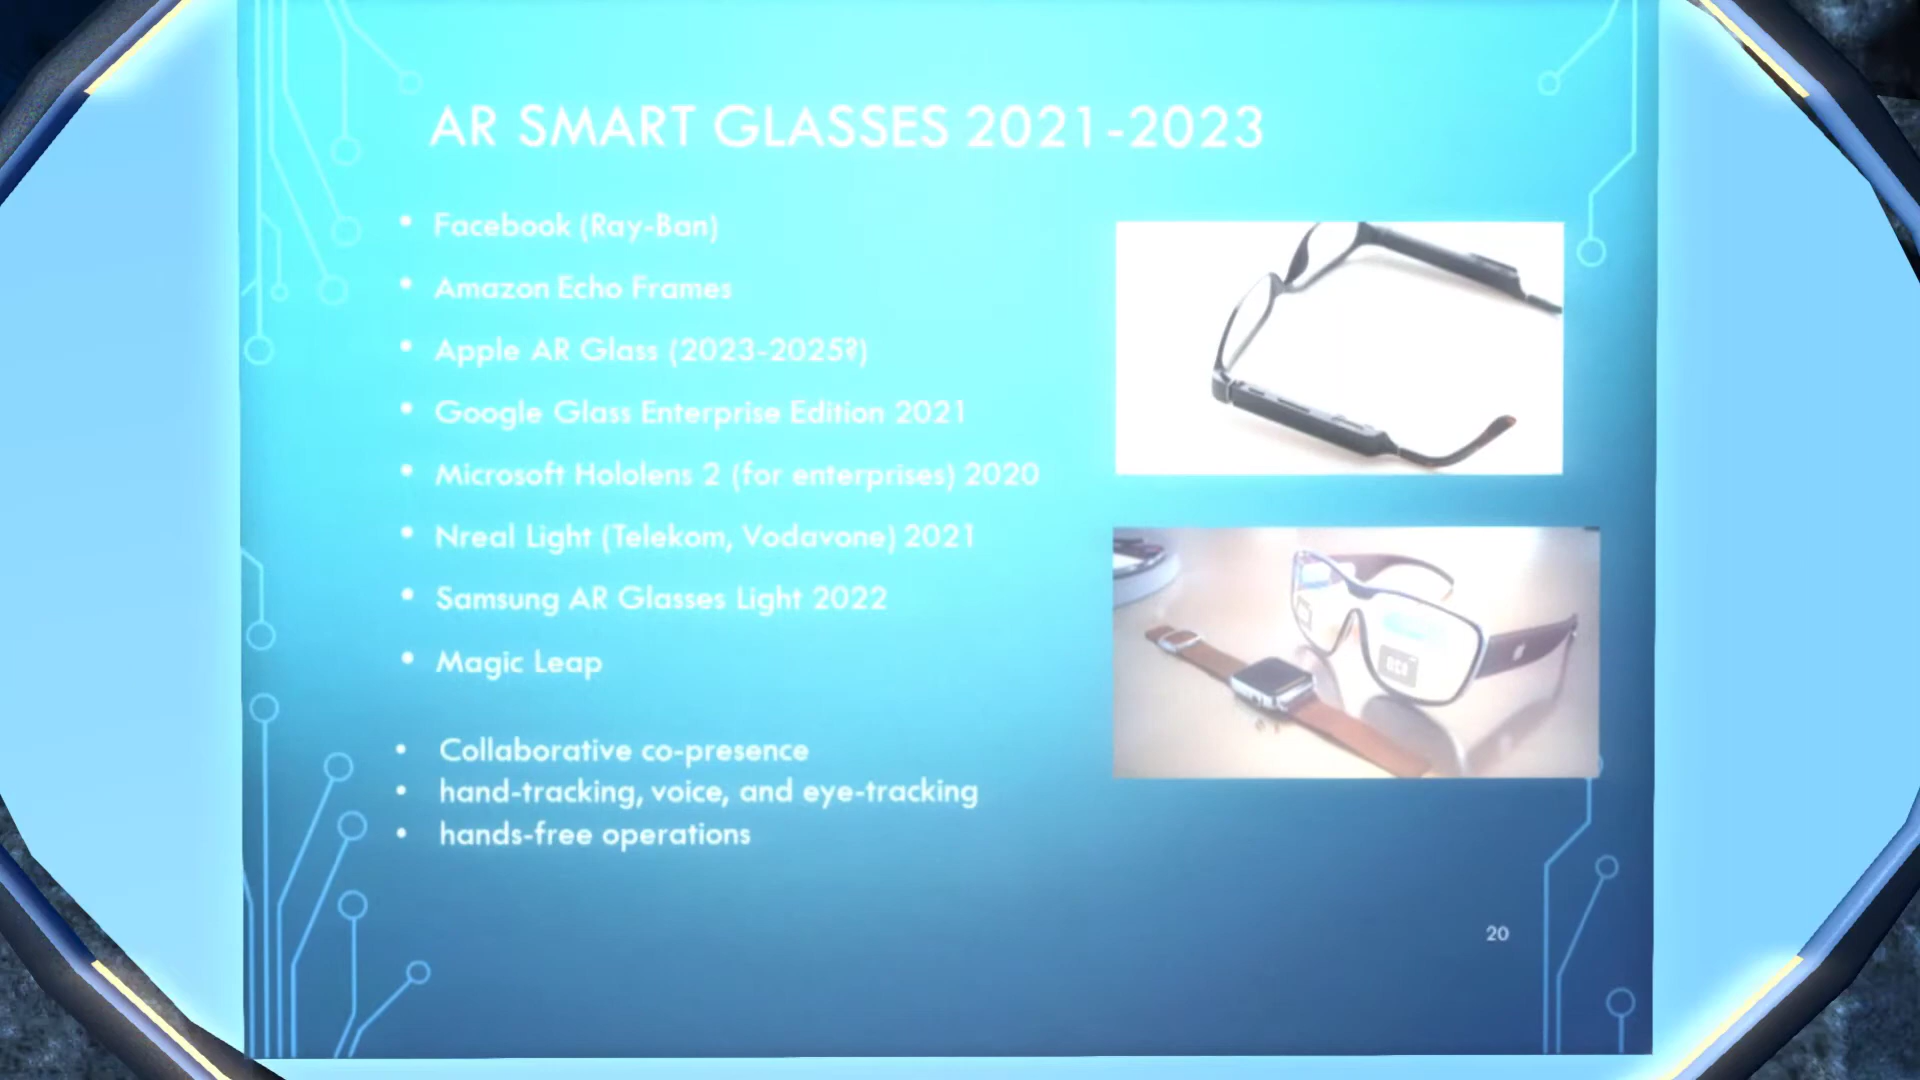 AR SMART GLASSES 2021-2023
• Facebook (Ray-Ban)
• Amazon Echo Frames
• Apple AR Glass (2023-2025?)
• Google Glass Enterprise Edition 2021
• Microsoft Hololens 2 (for enterprises) 2020
• Nreal Light (Telekom, Vodavone) 2021
• Samsung AR Glasses Light 2022
• Magic Leap
• Collaborative co-presence
• hand-tracking, voice, and eye-tracking
• hands-free operations
20